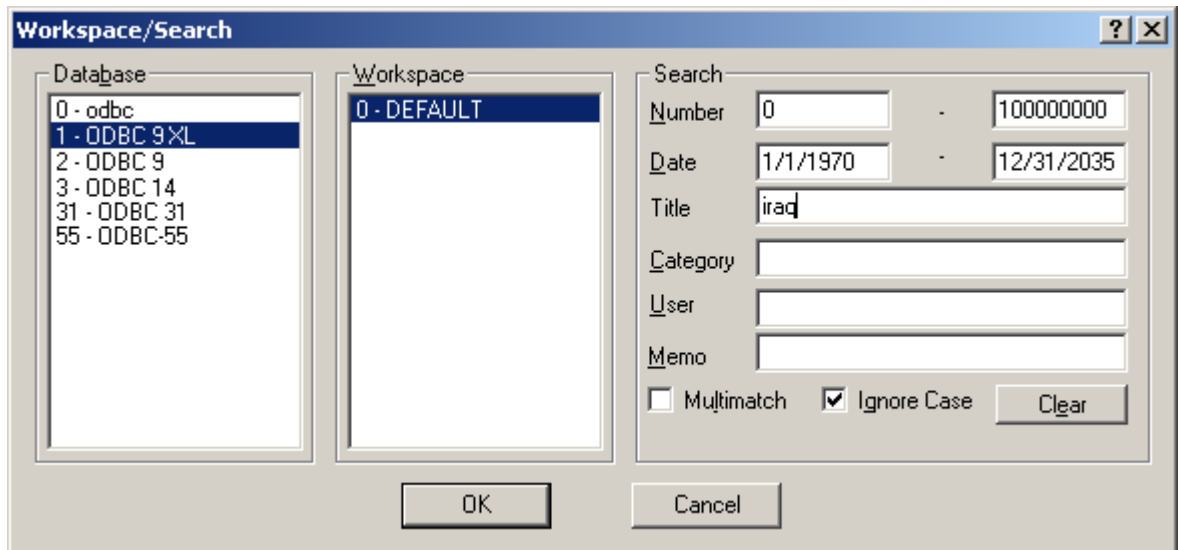 Workspace/Search
Database
0 - odbc
1 - ODBC 9 XL
2 - ODBC 9
3 - ODBC 14
31 - ODBC 31
55 - ODBC-55
Workspace
0 - DEFAULT
Search
Number 0 - 100000000
Date 1/1/1970 - 12/31/2035
Title iraq
Category
User
Memo
Multimatch Ignore Case Clear
OK Cancel